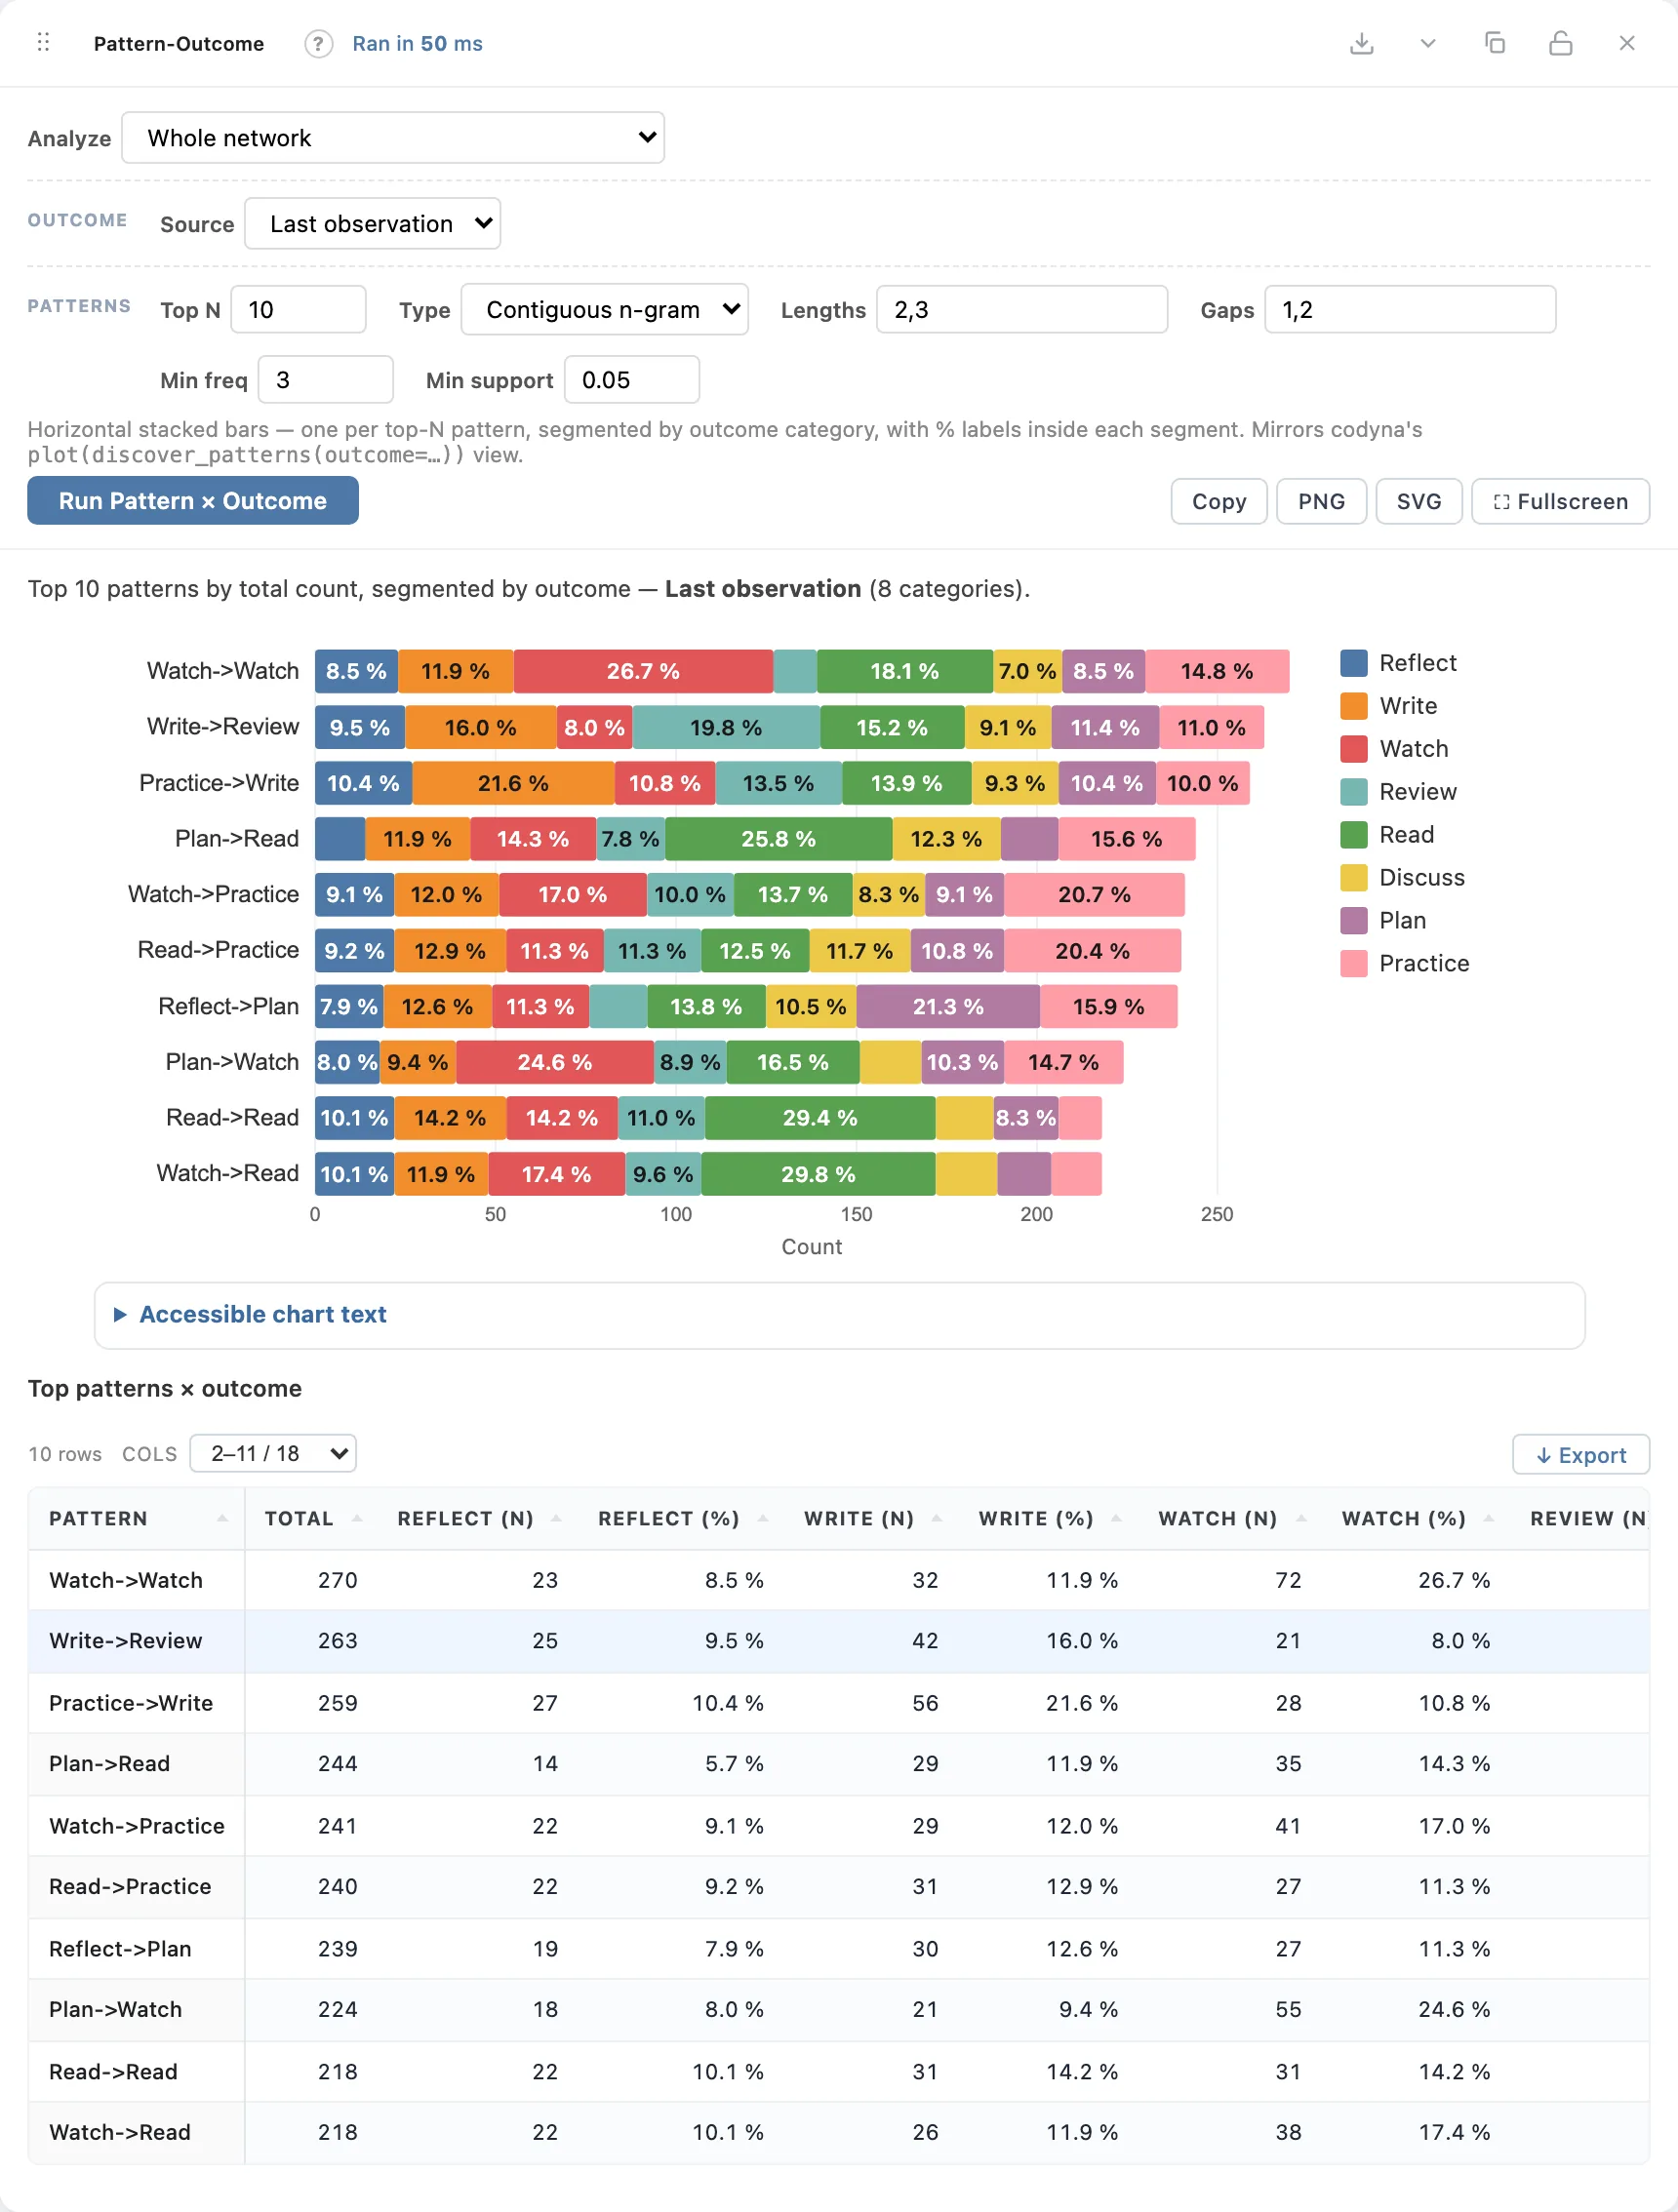 Pattern-Outcome ? Ran in 50 ms
Analyze Whole network
OUTCOME Source Last observation
PATTERNS Top N 10 Type Contiguous n-gram Lengths 2,3 Gaps 1,2
Min freq 3 Min support 0.05
Horizontal stacked bars — one per top-N pattern, segmented by outcome category, with % labels inside each segment. Mirrors codyna's
plot(discover_patterns(outcome=…)) view.
Run Pattern × Outcome Copy PNG SVG Fullscreen
Top 10 patterns by total count, segmented by outcome — Last observation (8 categories).
Watch->Watch 8.5 % 11.9 % 26.7 % 18.1 % 7.0 % 8.5 % 14.8 %
Write->Review 9.5 % 16.0 % 8.0 % 19.8 % 15.2 % 9.1 % 11.4 % 11.0 %
Practice->Write 10.4 % 21.6 % 10.8 % 13.5 % 13.9 % 9.3 % 10.4 % 10.0 %
Plan->Read 11.9 % 14.3 % 7.8 % 25.8 % 12.3 % 15.6 %
Watch->Practice 9.1 % 12.0 % 17.0 % 10.0 % 13.7 % 8.3 % 9.1 % 20.7 %
Read->Practice 9.2 % 12.9 % 11.3 % 11.3 % 12.5 % 11.7 % 10.8 % 20.4 %
Reflect->Plan 7.9 % 12.6 % 11.3 % 13.8 % 10.5 % 21.3 % 15.9 %
Plan->Watch 8.0 % 9.4 % 24.6 % 8.9 % 16.5 % 10.3 % 14.7 %
Read->Read 10.1 % 14.2 % 14.2 % 11.0 % 29.4 % 8.3 %
Watch->Read 10.1 % 11.9 % 17.4 % 9.6 % 29.8 %
0 50 100 150 200 250
Count
Reflect
Write
Watch
Review
Read
Discuss
Plan
Practice
Accessible chart text
Top patterns × outcome
10 rows COLS 2–11 / 18 ↓ Export
PATTERN TOTAL REFLECT (N) REFLECT (%) WRITE (N) WRITE (%) WATCH (N) WATCH (%) REVIEW (N
Watch->Watch 270 23 8.5 % 32 11.9 % 72 26.7 %
Write->Review 263 25 9.5 % 42 16.0 % 21 8.0 %
Practice->Write 259 27 10.4 % 56 21.6 % 28 10.8 %
Plan->Read 244 14 5.7 % 29 11.9 % 35 14.3 %
Watch->Practice 241 22 9.1 % 29 12.0 % 41 17.0 %
Read->Practice 240 22 9.2 % 31 12.9 % 27 11.3 %
Reflect->Plan 239 19 7.9 % 30 12.6 % 27 11.3 %
Plan->Watch 224 18 8.0 % 21 9.4 % 55 24.6 %
Read->Read 218 22 10.1 % 31 14.2 % 31 14.2 %
Watch->Read 218 22 10.1 % 26 11.9 % 38 17.4 %